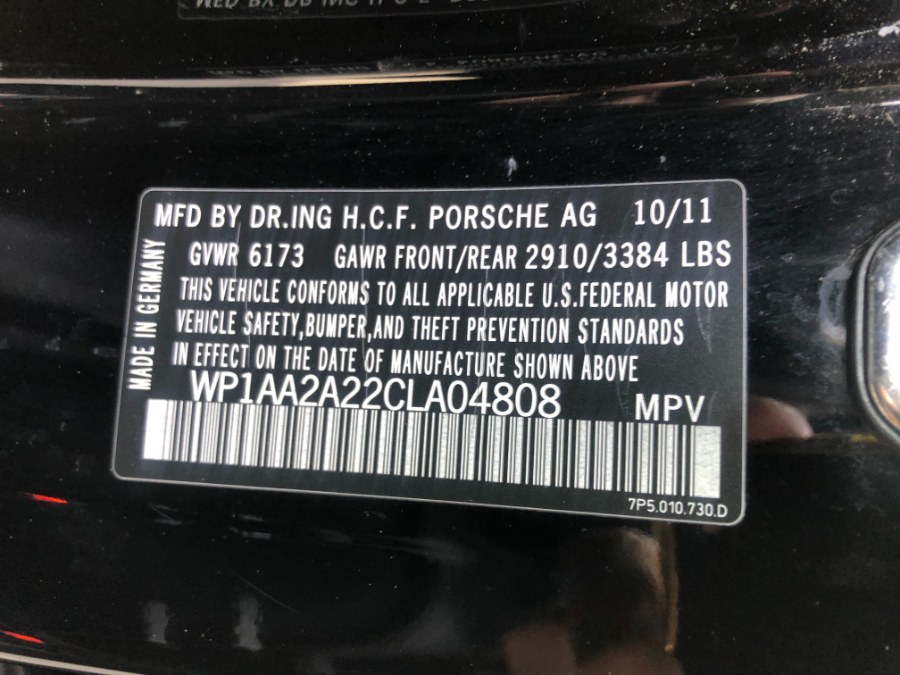 MFD BY DR.ING H.C.F. PORSCHE AG 10/11
GVWR 6173 GAWR FRONT/REAR 2910/3384 LBS
THIS VEHICLE CONFORMS TO ALL APPLICABLE U.S.FEDERAL MOTOR
VEHICLE SAFETY,BUMPER,AND THEFT PREVENTION STANDARDS
IN EFFECT ON THE DATE OF MANUFACTURE SHOWN ABOVE
WP1AA2A22CLA04808 MPV
7P5.010.730.D
MADE IN GERMANY